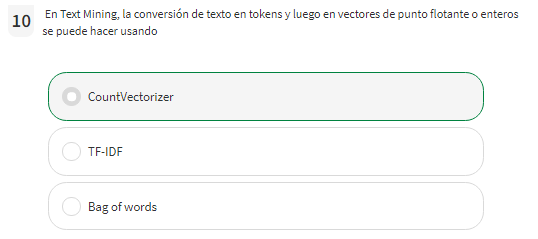 10
En Text Mining, la conversión de texto en tokens y luego en vectores de punto flotante o enteros
se puede hacer usando
CountVectorizer
TF-IDF
Bag of words